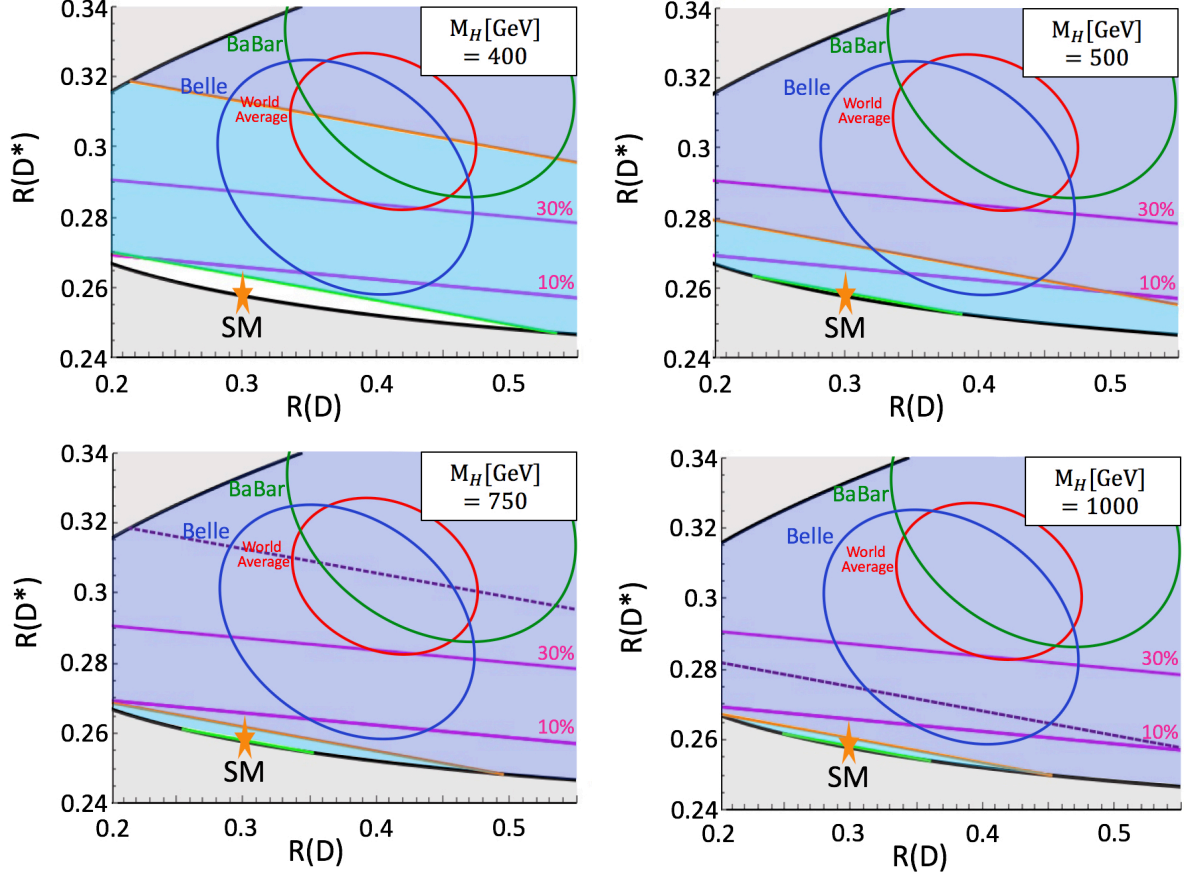 0.34
0.32
0.3
0.28
0.26
0.24
R(D*)
BaBar
Belle
World
Average
M_H[GeV]
= 400
30%
10%
SM
0.2 0.3 0.4 0.5
R(D)
0.34
0.32
0.3
0.28
0.26
0.24
R(D*)
BaBar
Belle
World
Average
M_H[GeV]
= 500
30%
10%
SM
0.2 0.3 0.4 0.5
R(D)
0.34
0.32
0.3
0.28
0.26
0.24
R(D*)
BaBar
Belle
World
Average
M_H[GeV]
= 750
30%
10%
SM
0.2 0.3 0.4 0.5
R(D)
0.34
0.32
0.3
0.28
0.26
0.24
R(D*)
BaBar
Belle
World
Average
M_H[GeV]
= 1000
30%
10%
SM
0.2 0.3 0.4 0.5
R(D)